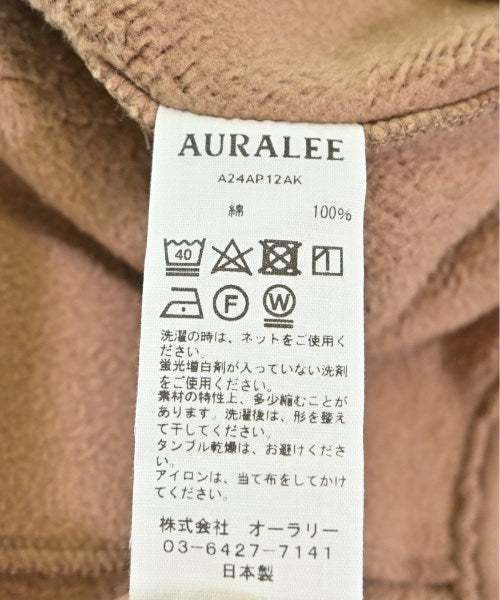 AURALEE
A24AP12AK
綿 100%
40
F W
洗濯の時は、ネットをご使用く
ださい。
蛍光増白剤が入っていない洗剤
をご使用ください。
素材の特性上、多少縮むことが
あります。洗濯後は、形を整え
て干してください。
タンブル乾燥は、お避けくださ
い。
アイロンは、当て布をしてかけ
てください。
株式会社 オーラリー
03-6427-7141
日本製